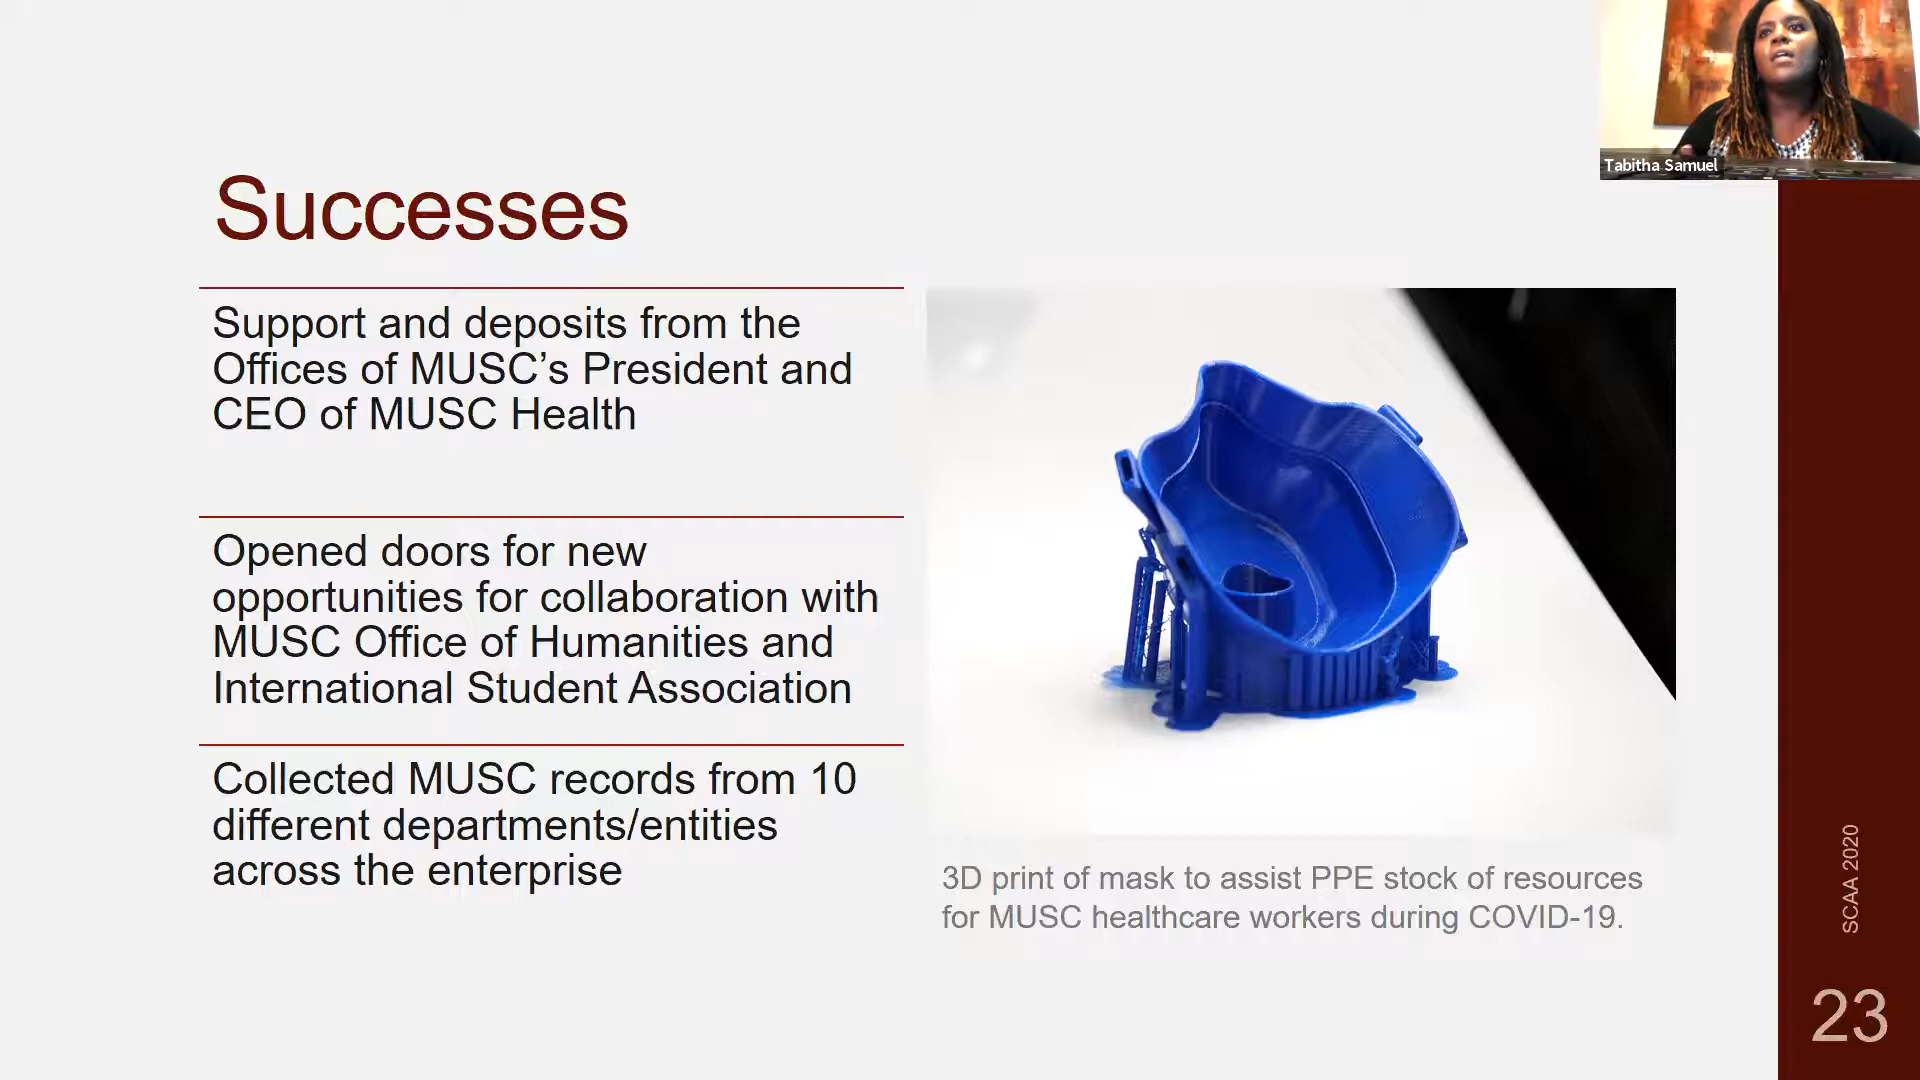 Tabitha Samuel
Successes
Support and deposits from the
Offices of MUSC’s President and
CEO of MUSC Health
Opened doors for new
opportunities for collaboration with
MUSC Office of Humanities and
International Student Association
Collected MUSC records from 10
different departments/entities
across the enterprise
3D print of mask to assist PPE stock of resources
for MUSC healthcare workers during COVID-19.
SCAA 2020
23